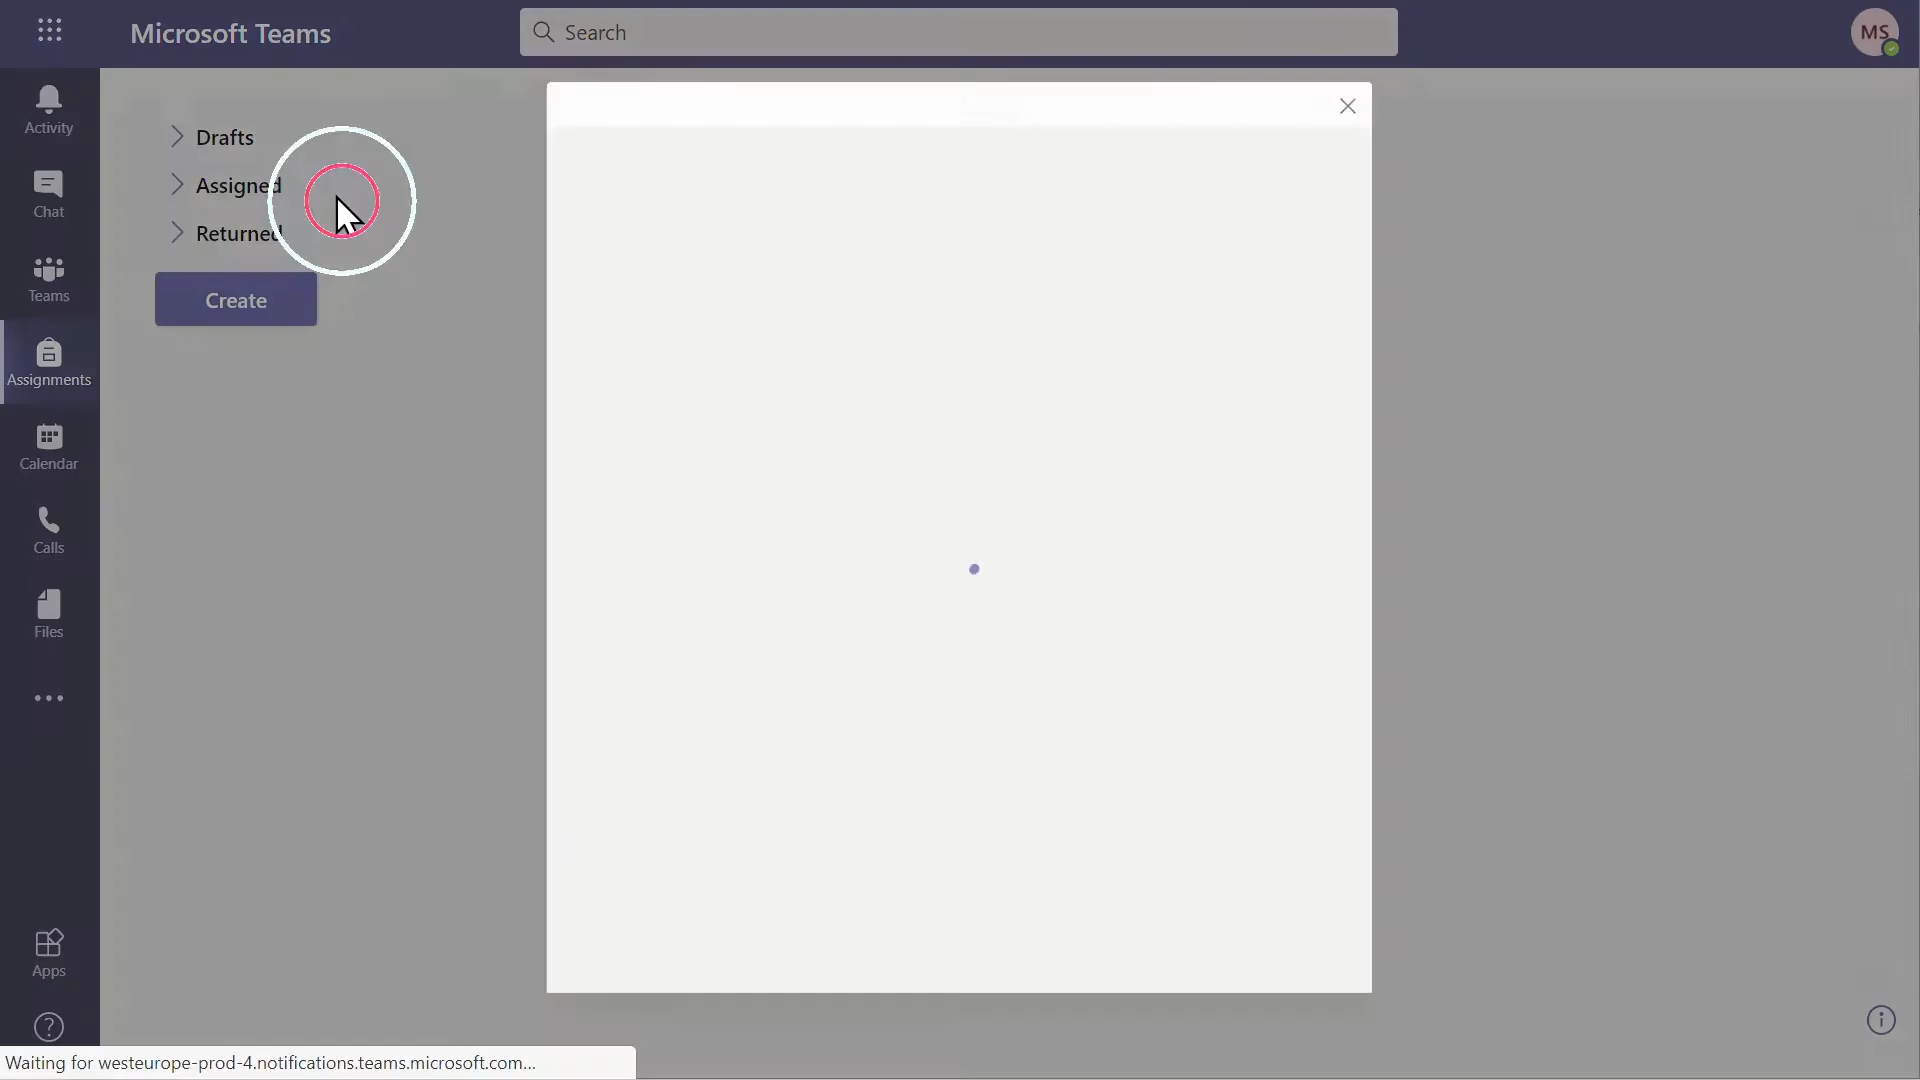 Microsoft Teams
Search
MS
Activity
Chat
Teams
Assignments
Calendar
Calls
Files
Apps
Drafts
Assigned
Returned
Create
Waiting for westeurope-prod-4.notifications.teams.microsoft.com...